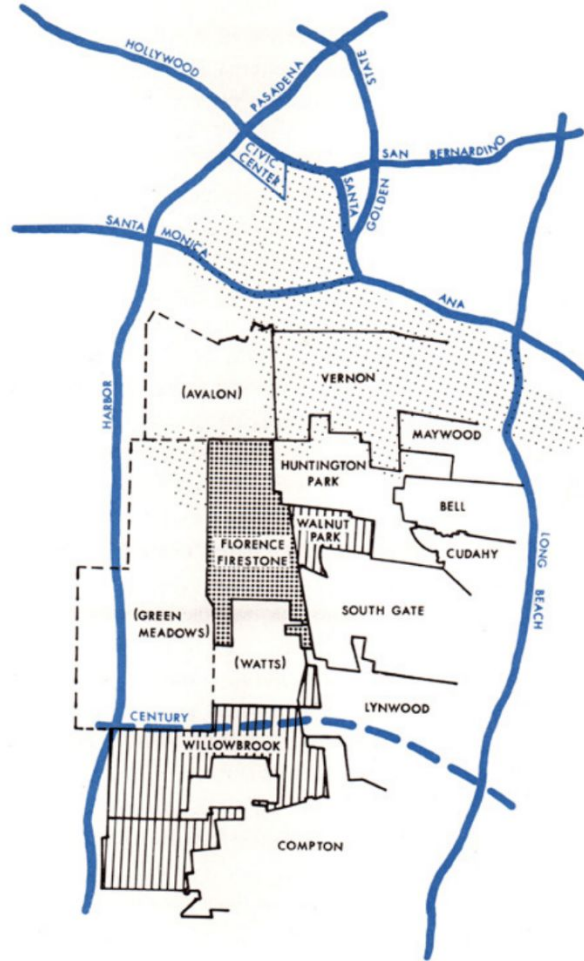 HOLLYWOOD
PASADENA
STATE
CIVIC
CENTER
SAN BERNARDINO
SANTA
GOLDEN
SANTA MONICA
ANA
HARBOR
(AVALON)
VERNON
MAYWOOD
HUNTINGTON
PARK
BELL
WALNUT
PARK
FLORENCE
FIRESTONE
CUDAHY
LONG
BEACH
(GREEN
MEADOWS)
SOUTH GATE
(WATTS)
LYNWOOD
CENTURY
WILLOWBROOK
COMPTON